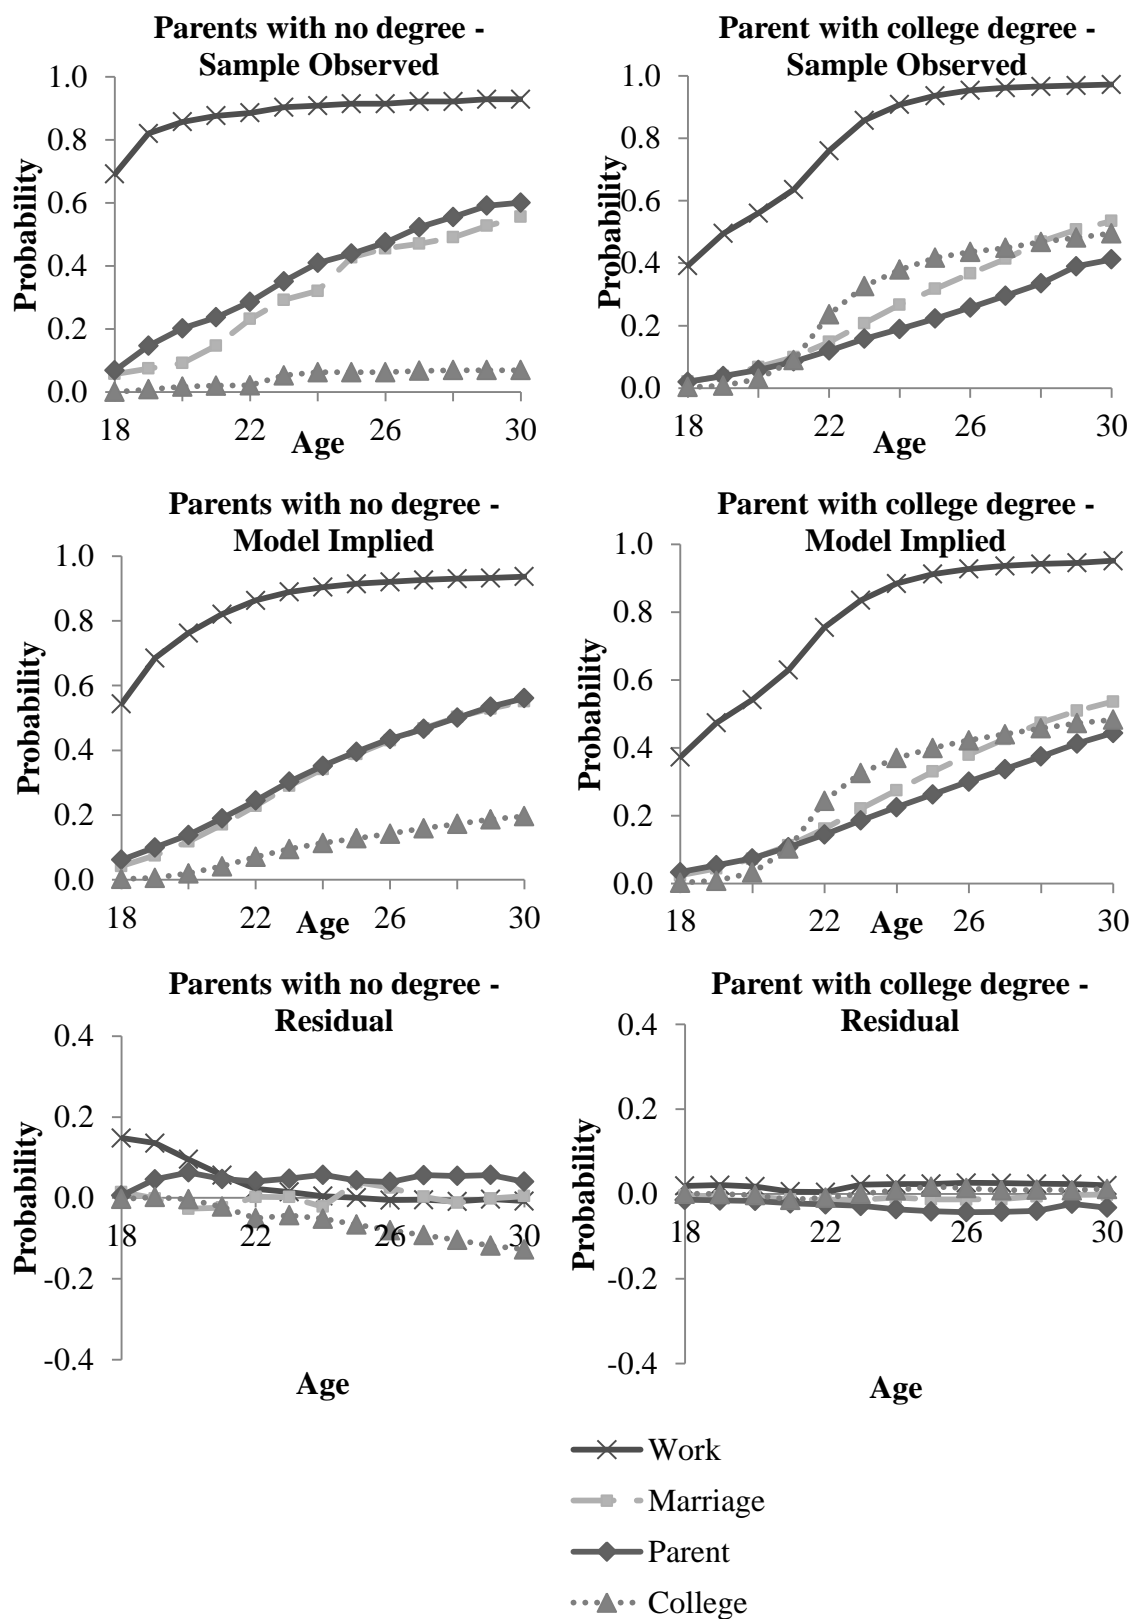 Parents with no degree -
Sample Observed
1.0
0.8
0.6
0.4
0.2
0.0
Probability
18
22
26
30
Age
Parent with college degree -
Sample Observed
1.0
0.8
0.6
0.4
0.2
0.0
Probability
18
22
26
30
Age
Parents with no degree -
Model Implied
1.0
0.8
0.6
0.4
0.2
0.0
Probability
18
22
26
30
Age
Parent with college degree -
Model Implied
1.0
0.8
0.6
0.4
0.2
0.0
Probability
18
22
26
30
Age
Parents with no degree -
Residual
0.4
0.2
0.0
-0.2
-0.4
Probability
18
22
26
30
Age
Parent with college degree -
Residual
0.4
0.2
0.0
-0.2
-0.4
Probability
18
22
26
30
Age
Work
Marriage
Parent
College